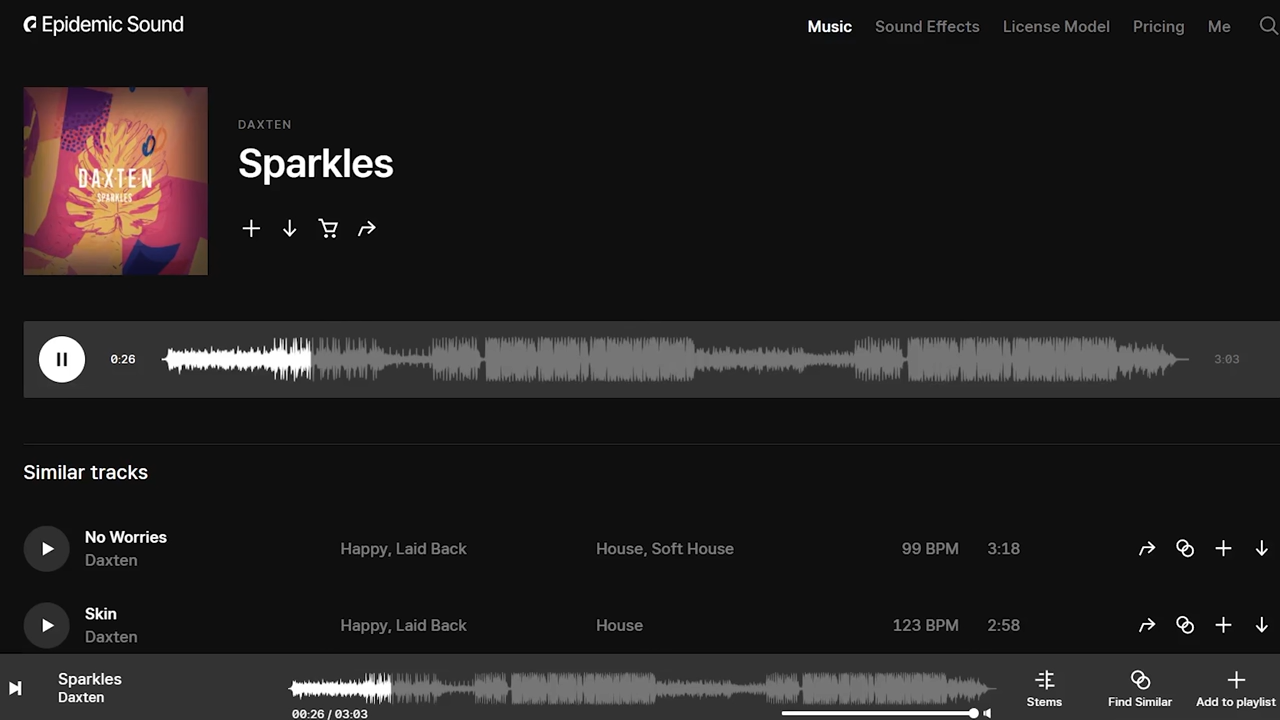 Epidemic Sound
Music Sound Effects License Model Pricing Me
DAXTEN
Sparkles
DAXTEN
SPARKLES
0:26
3:03
Similar tracks
No Worries
Daxten
Happy, Laid Back
House, Soft House
99 BPM
3:18
Skin
Daxten
Happy, Laid Back
House
123 BPM
2:58
Sparkles
Daxten
00:26 / 03:03
Stems
Find Similar
Add to playlist